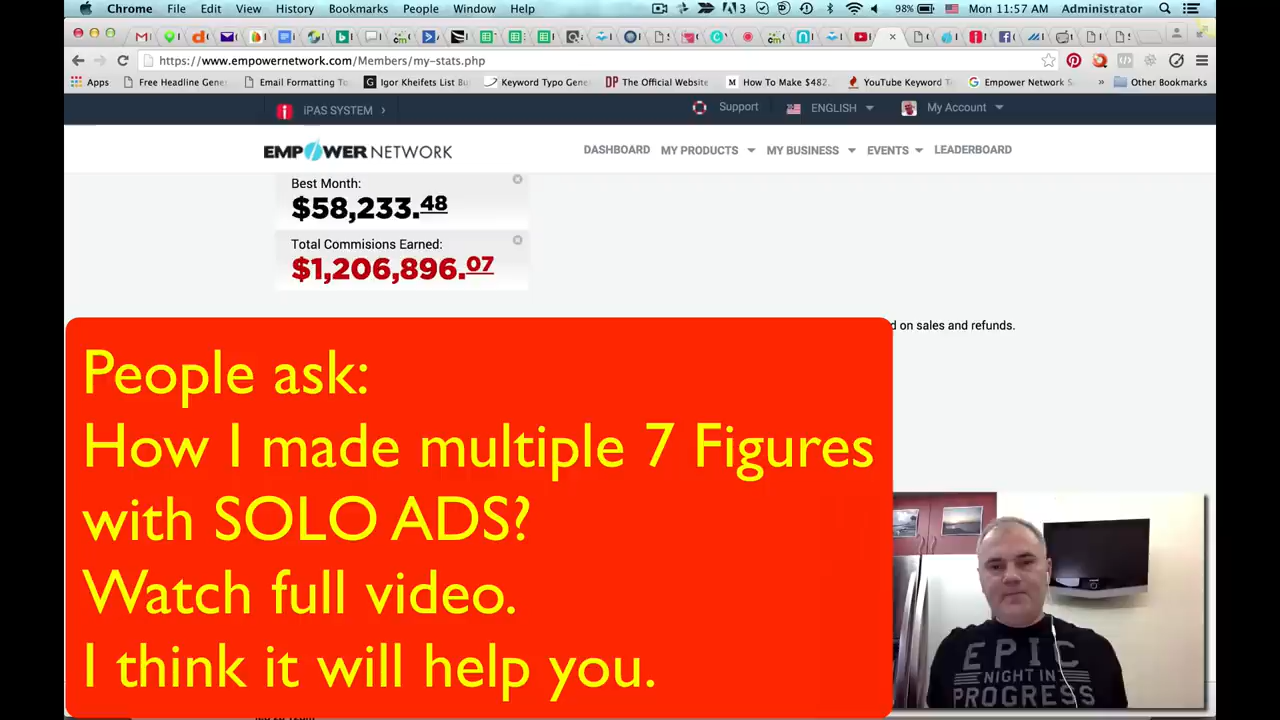 Chrome File Edit View History Bookmarks People Window Help 3 98% Mon 11:57 AM Administrator
https://www.empowernetwork.com/Members/my-stats.php
Apps Free Headline Gene Email Formatting To Igor Kheifets List Bu Keyword Typo Gene DP The Official Website M How To Make $482. YouTube Keyword T Empower Network S » Other Bookmarks
iPAS SYSTEM Support ENGLISH My Account
EMPOWER NETWORK DASHBOARD MY PRODUCTS MY BUSINESS EVENTS LEADERBOARD
Best Month:
$58,233.48
Total Commisions Earned:
$1,206,896.07
d on sales and refunds.
People ask:
How I made multiple 7 Figures
with SOLO ADS?
Watch full video.
I think it will help you.
EPIC
NIGHT IN
PROGRESS